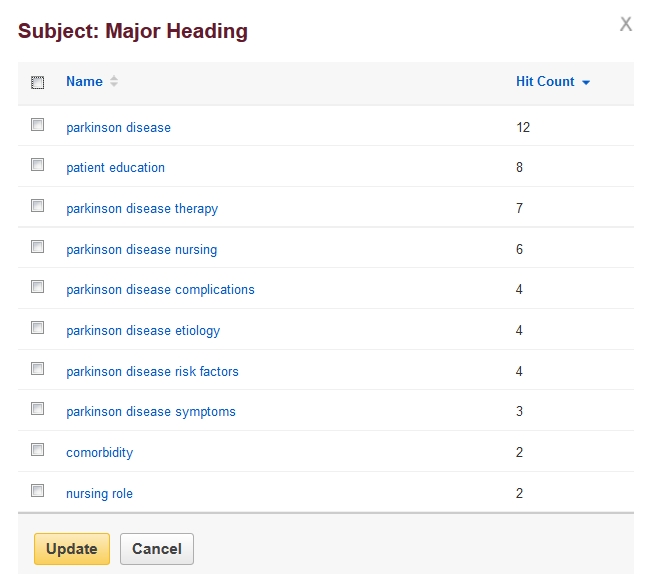 Subject: Major Heading X
Name Hit Count
parkinson disease 12
patient education 8
parkinson disease therapy 7
parkinson disease nursing 6
parkinson disease complications 4
parkinson disease etiology 4
parkinson disease risk factors 4
parkinson disease symptoms 3
comorbidity 2
nursing role 2
Update Cancel